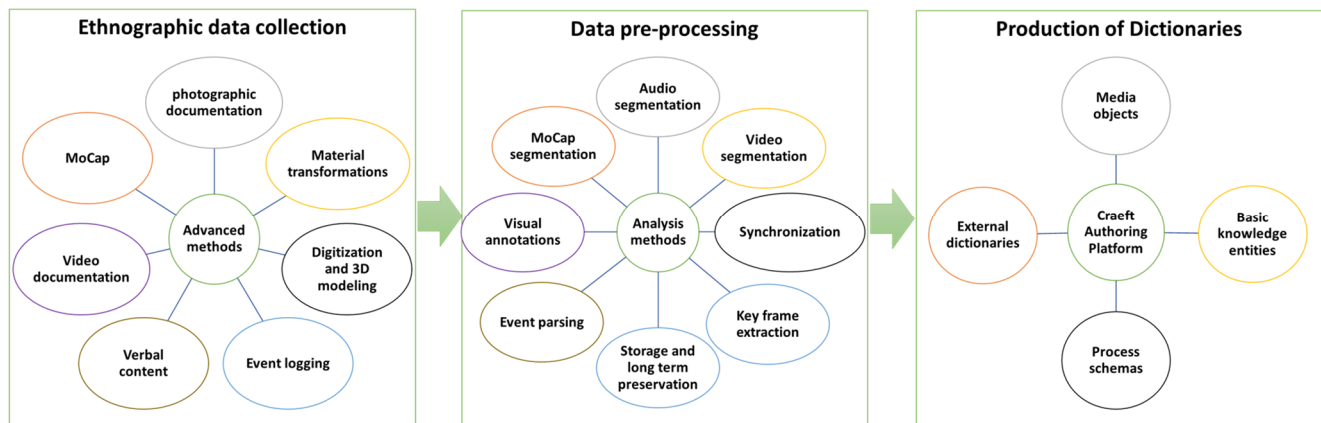 Ethnographic data collection
photographic
documentation
MoCap
Material
transformations
Advanced
methods
Video
documentation
Digitization
and 3D
modeling
Verbal
content
Event logging
Data pre-processing
Audio
segmentation
MoCap
segmentation
Video
segmentation
Visual
annotations
Analysis
methods
Synchronization
Event parsing
Key frame
extraction
Storage and
long term
preservation
Production of Dictionaries
Media
objects
External
dictionaries
Craeft
Authoring
Platform
Basic
knowledge
entities
Process
schemas